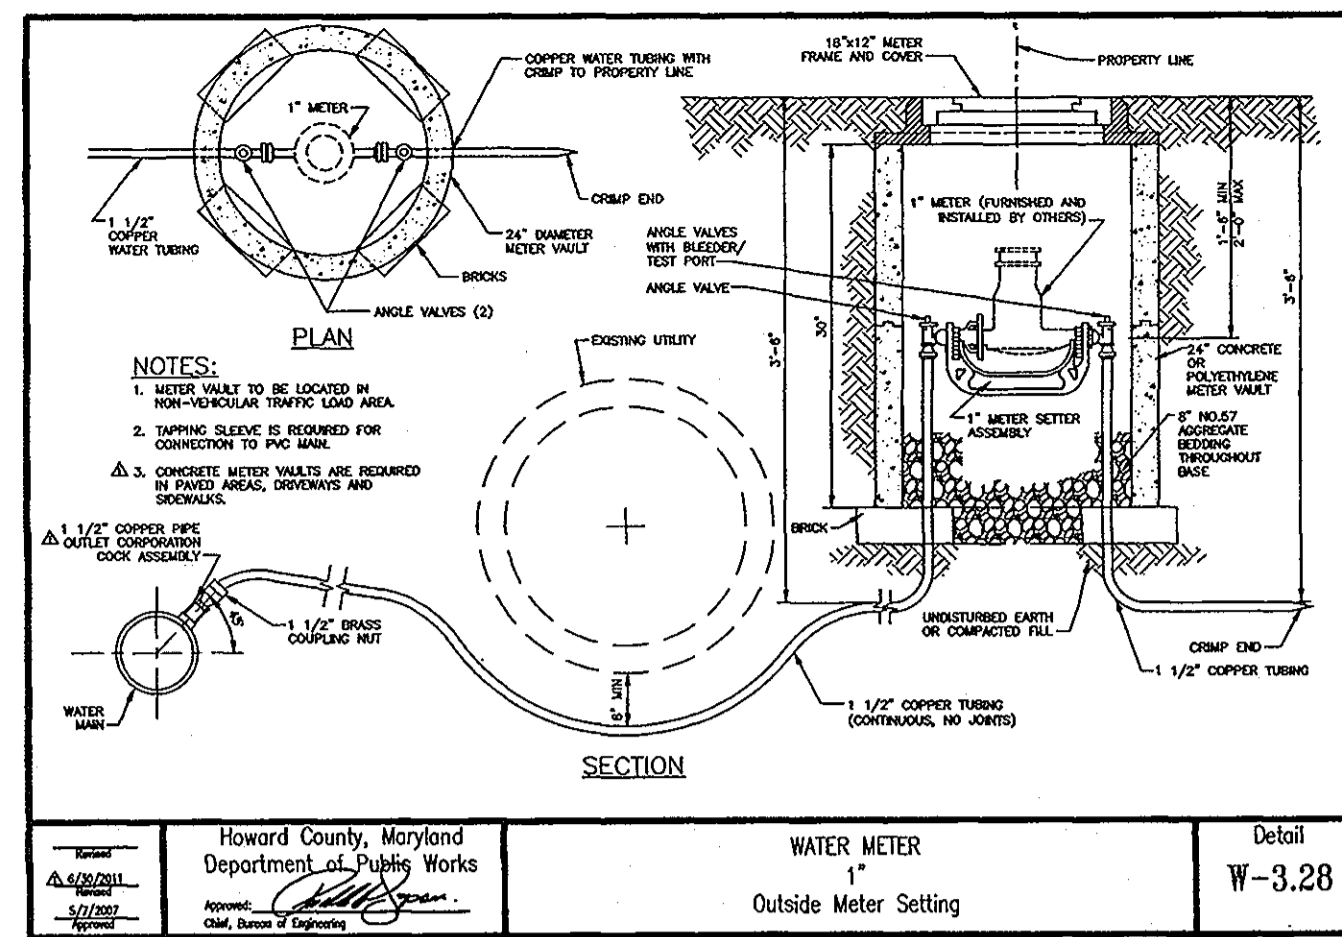 COPPER WATER TUBING WITH
CRIMP TO PROPERTY LINE
1" METER
CRIMP END
1 1/2"
COPPER
WATER TUBING
24" DIAMETER
METER VAULT
BRICKS
ANGLE VALVES (2)
PLAN
NOTES:
1. METER VAULT TO BE LOCATED IN
NON-VEHICULAR TRAFFIC LOAD AREA.
2. TAPPING SLEEVE IS REQUIRED FOR
CONNECTION TO PVC MAIN.
3. CONCRETE METER VAULTS ARE REQUIRED
IN PAVED AREAS, DRIVEWAYS AND
SIDEWALKS.
1 1/2" COPPER PIPE
OUTLET CORPORATION
COCK ASSEMBLY
45°
1 1/2" BRASS
COUPLING NUT
WATER
MAIN
EXISTING UTILITY
6" MIN
1 1/2" COPPER TUBING
(CONTINUOUS, NO JOINTS)
SECTION
18"x12" METER
FRAME AND COVER
PROPERTY LINE
1" METER (FURNISHED AND
INSTALLED BY OTHERS)
ANGLE VALVES
WITH BLEEDER/
TEST PORT
ANGLE VALVE
3'-6"
30"
1'-6" MIN
2'-0" MAX
3'-6"
24" CONCRETE
OR
POLYETHYLENE
METER VAULT
1" METER SETTER
ASSEMBLY
8" NO.57
AGGREGATE
BEDDING
THROUGHOUT
BASE
BRICK
UNDISTURBED EARTH
OR COMPACTED FILL
CRIMP END
1 1/2" COPPER TUBING
Revised
6/30/2011
Revised
5/7/2007
Approved
Howard County, Maryland
Department of Public Works
Approved:
Chief, Bureau of Engineering
WATER METER
1"
Outside Meter Setting
Detail
W-3.28